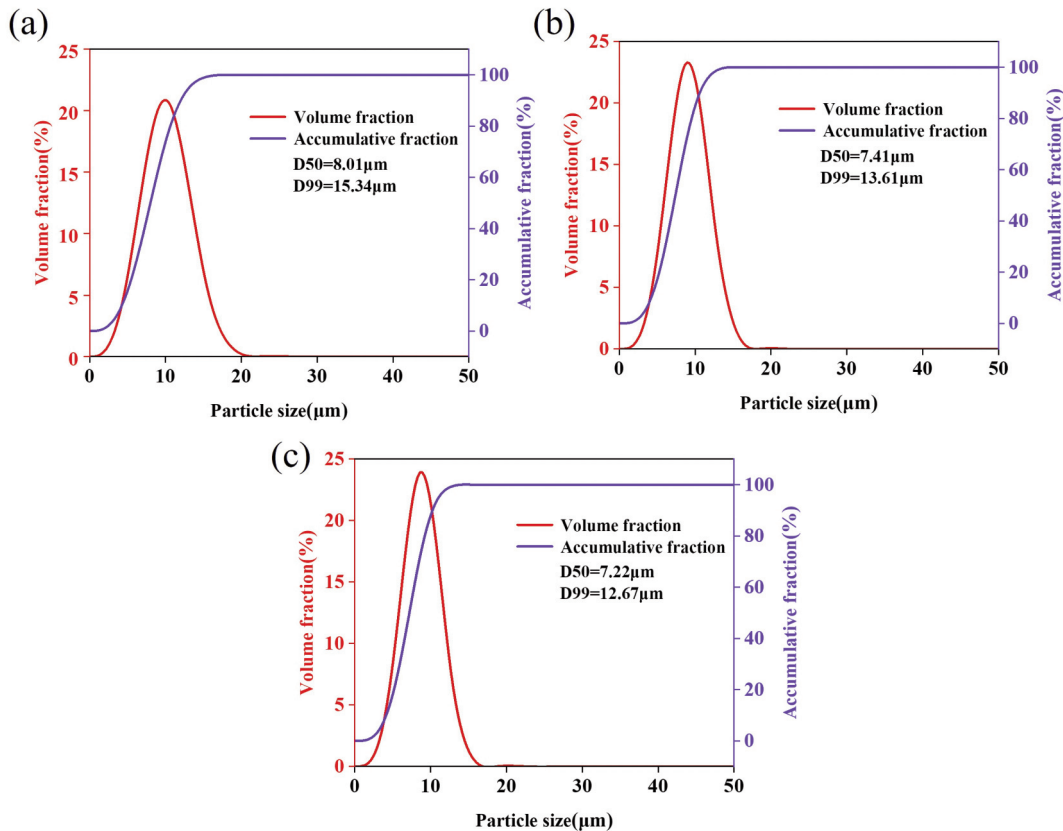 (a)
25
20
15
10
5
0
Volume fraction(%)
0 10 20 30 40 50
Particle size(μm)
100
80
60
40
20
0
Accumulative fraction(%)
Volume fraction
Accumulative fraction
D50=8.01μm
D99=15.34μm
(b)
25
20
15
10
5
0
Volume fraction(%)
0 10 20 30 40 50
Particle size(μm)
100
80
60
40
20
0
Accumulative fraction(%)
Volume fraction
Accumulative fraction
D50=7.41μm
D99=13.61μm
(c)
25
20
15
10
5
0
Volume fraction(%)
0 10 20 30 40 50
Particle size(μm)
100
80
60
40
20
0
Accumulative fraction(%)
Volume fraction
Accumulative fraction
D50=7.22μm
D99=12.67μm